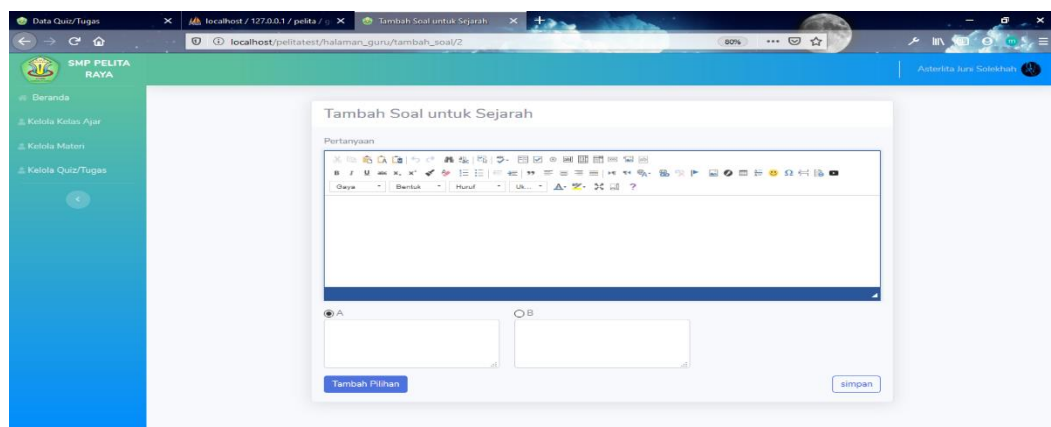 Data Quiz/Tugas
localhost / 127.0.0.1 / pelita /
Tambah Soal untuk Sejarah
localhost/pelitatest/halaman_guru/tambah_soal/2
80%
SMP PELITA
RAYA
Asterlita Juni Solekhah
Beranda
Kelola Kelas Ajar
Kelola Materi
Kelola Quiz/Tugas
Tambah Soal untuk Sejarah
Pertanyaan
B I U
Gaya Bentuk Huruf Uk... A ?
A B
Tambah Pilihan simpan